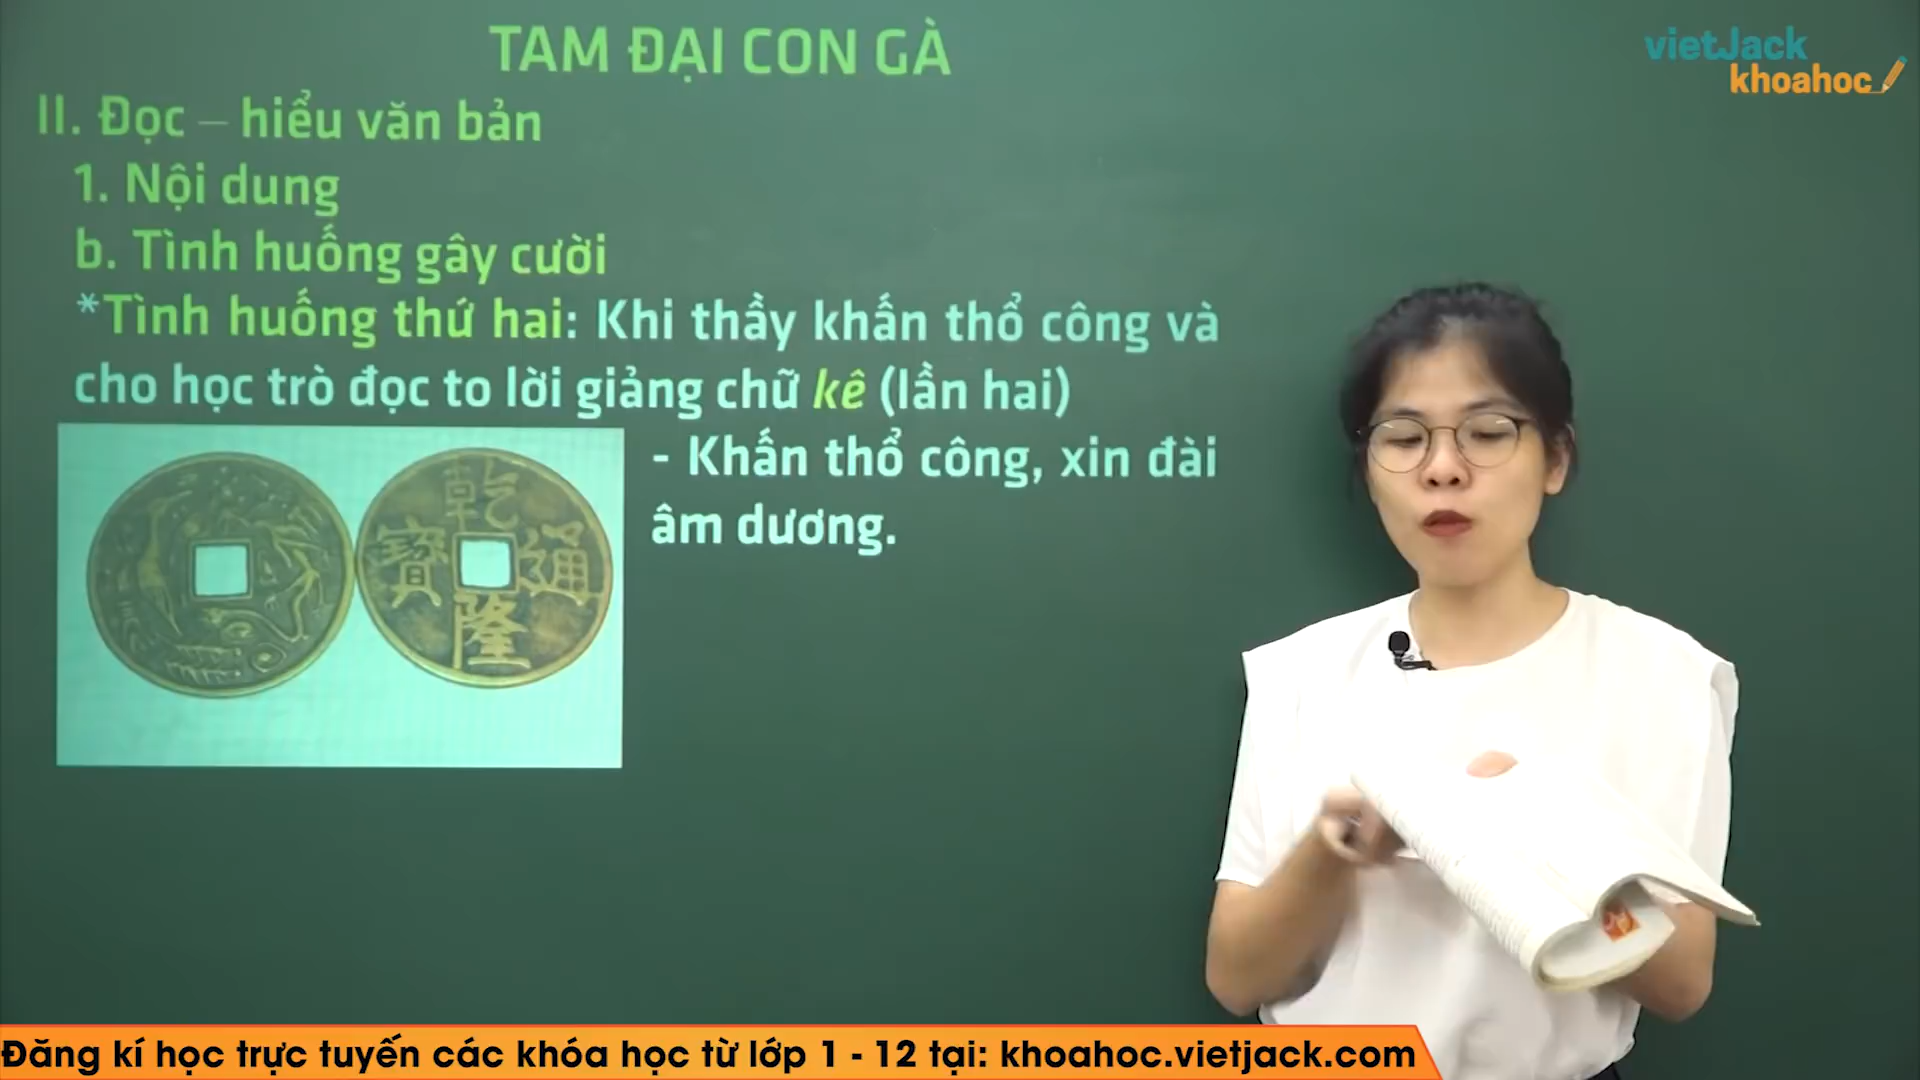 TAM ĐẠI CON GÀ
vietJack
khoahoc
II. Đọc – hiểu văn bản
1. Nội dung
b. Tình huống gây cười
*Tình huống thứ hai: Khi thầy khấn thổ công và
cho học trò đọc to lời giảng chữ kê (lần hai)
- Khấn thổ công, xin đài
âm dương.
乾
寶 通
隆
Đăng kí học trực tuyến các khóa học từ lớp 1 - 12 tại: khoahoc.vietjack.com